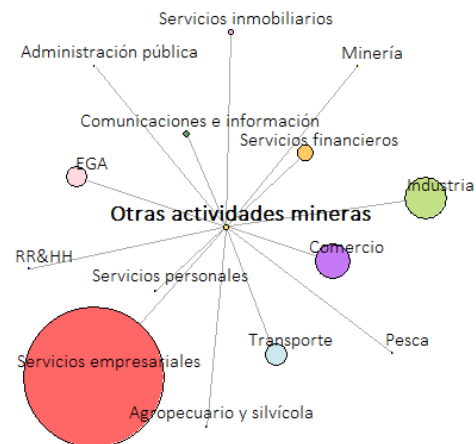 Servicios inmobiliarios
Administración pública
Minería
Comunicaciones e información
Servicios financieros
EGA
Industria
Otras actividades mineras
Comercio
RR&HH
Servicios personales
Transporte
Pesca
Servicios empresariales
Agropecuario y silvícola